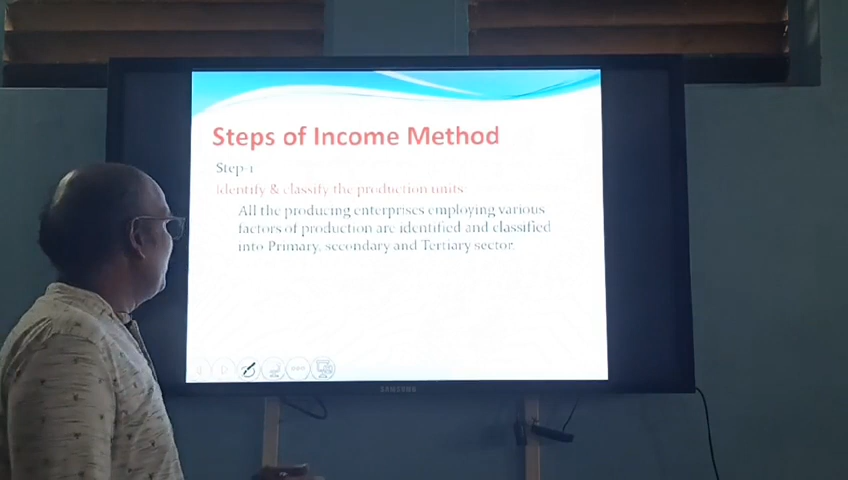 Steps of Income Method
Step-1
Identify & classify the production units:
All the producing enterprises employing various
factors of production are identified and classified
into Primary, secondary and Tertiary sector.
SAMSUNG